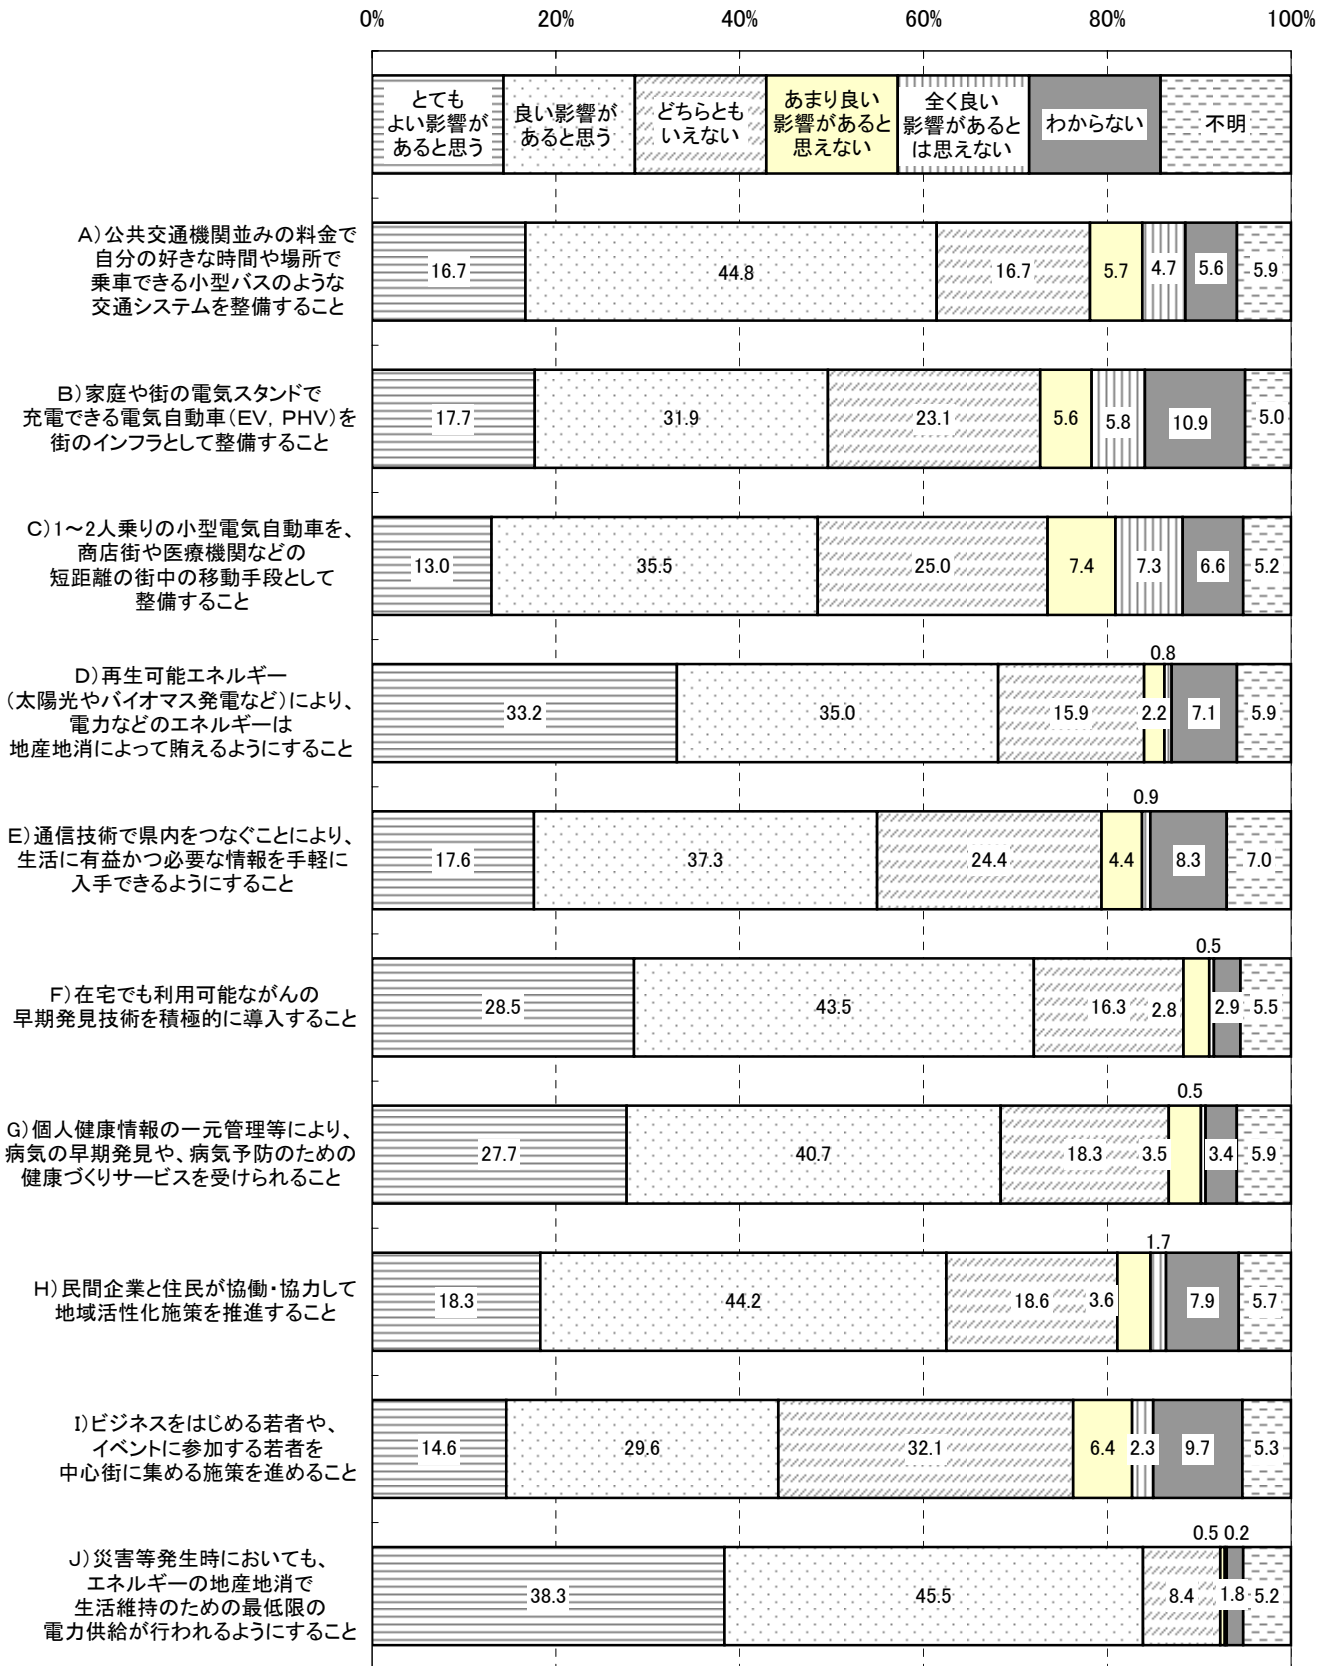 0%
20%
40%
60%
80%
100%
とても
よい影響が
あると思う
良い影響が
あると思う
どちらとも
いえない
あまり良い
影響があると
思えない
全く良い
影響があると
は思えない
わからない
不明
A)公共交通機関並みの料金で
自分の好きな時間や場所で
乗車できる小型バスのような
交通システムを整備すること
16.7
44.8
16.7
5.7
4.7
5.6
5.9
B)家庭や街の電気スタンドで
充電できる電気自動車(EV, PHV)を
街のインフラとして整備すること
17.7
31.9
23.1
5.6
5.8
10.9
5.0
C)1～2人乗りの小型電気自動車を、
商店街や医療機関などの
短距離の街中の移動手段として
整備すること
13.0
35.5
25.0
7.4
7.3
6.6
5.2
D)再生可能エネルギー
(太陽光やバイオマス発電など)により、
電力などのエネルギーは
地産地消によって賄えるようにすること
33.2
35.0
15.9
2.2
0.8
7.1
5.9
E)通信技術で県内をつなぐことにより、
生活に有益かつ必要な情報を手軽に
入手できるようにすること
17.6
37.3
24.4
4.4
0.9
8.3
7.0
F)在宅でも利用可能ながんの
早期発見技術を積極的に導入すること
28.5
43.5
16.3
2.8
0.5
2.9
5.5
G)個人健康情報の一元管理等により、
病気の早期発見や、病気予防のための
健康づくりサービスを受けられること
27.7
40.7
18.3
3.5
0.5
3.4
5.9
H)民間企業と住民が協働・協力して
地域活性化施策を推進すること
18.3
44.2
18.6
3.6
1.7
7.9
5.7
I)ビジネスをはじめる若者や、
イベントに参加する若者を
中心街に集める施策を進めること
14.6
29.6
32.1
6.4
2.3
9.7
5.3
J)災害等発生時においても、
エネルギーの地産地消で
生活維持のための最低限の
電力供給が行われるようにすること
38.3
45.5
8.4
0.5
0.2
1.8
5.2